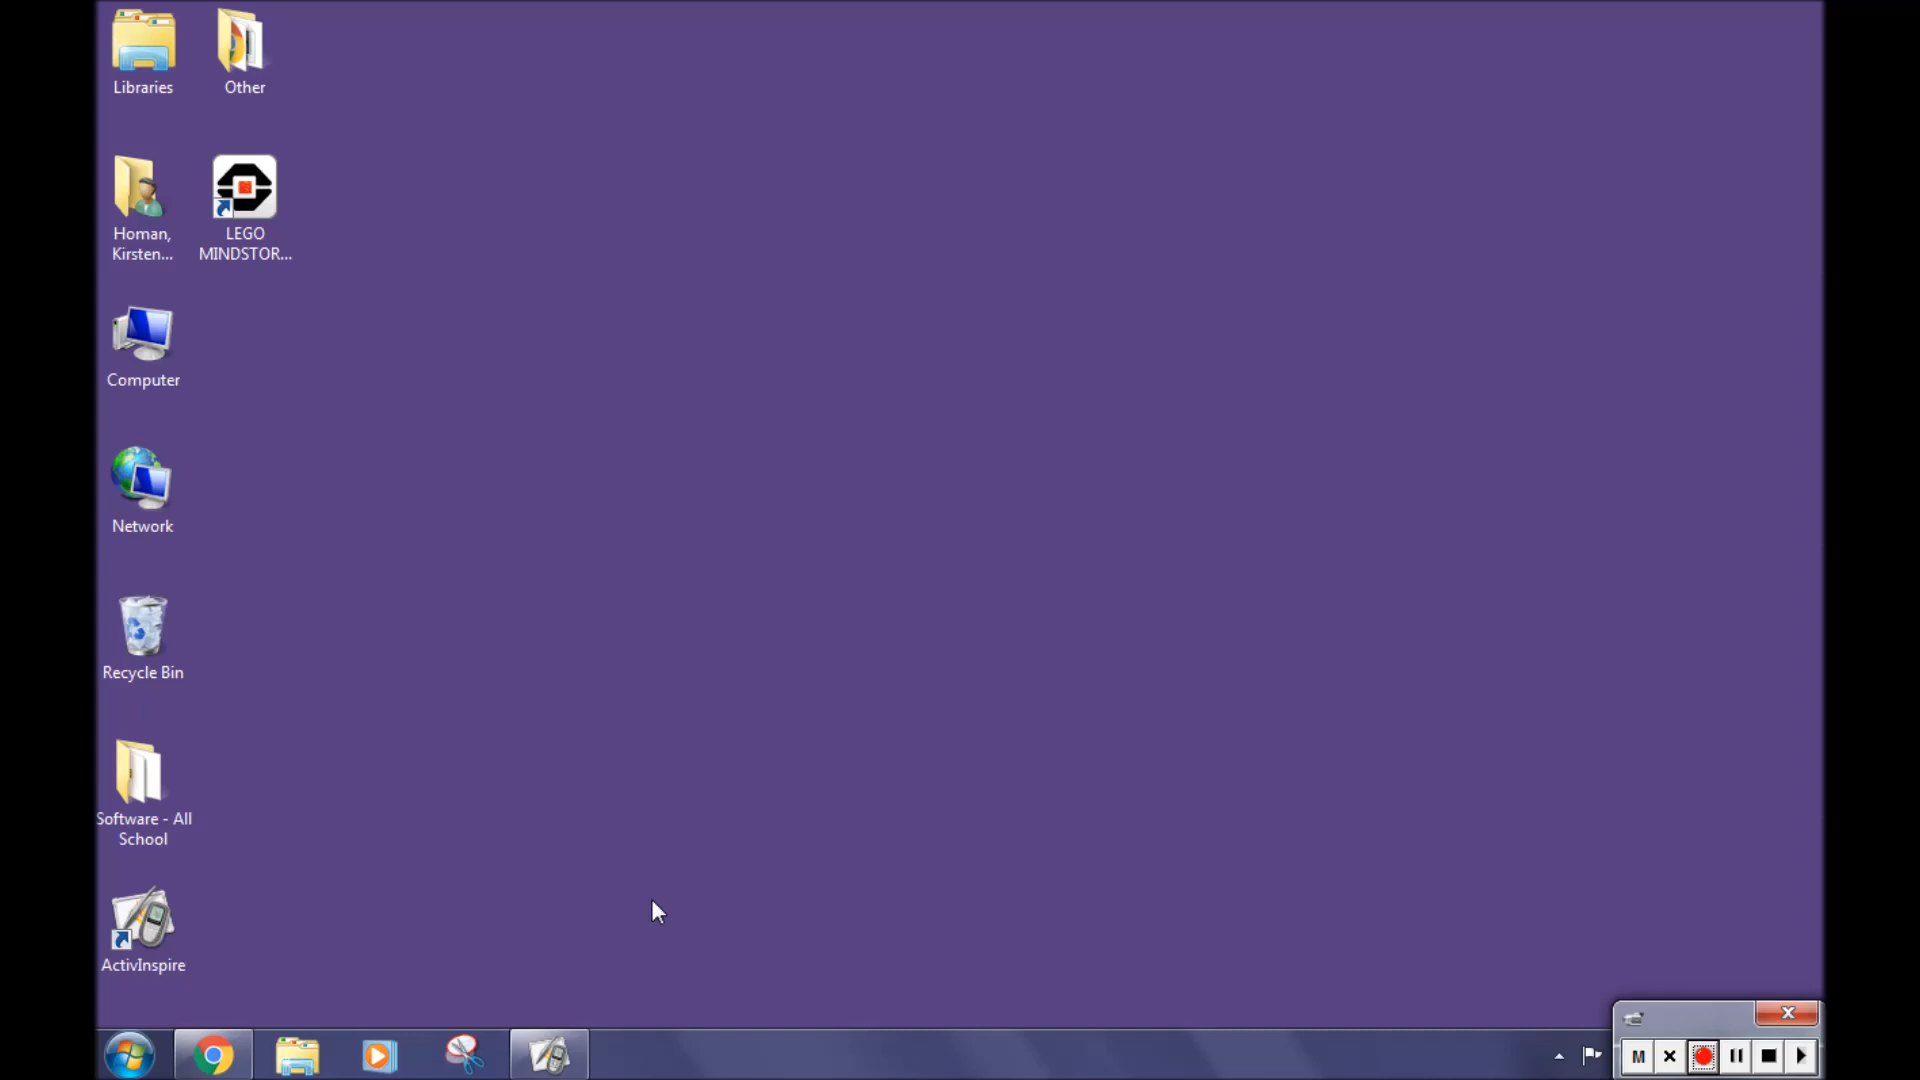 Libraries
Other
Homan,
Kirsten...
LEGO
MINDSTOR...
Computer
Network
Recycle Bin
Software - All
School
ActivInspire
M